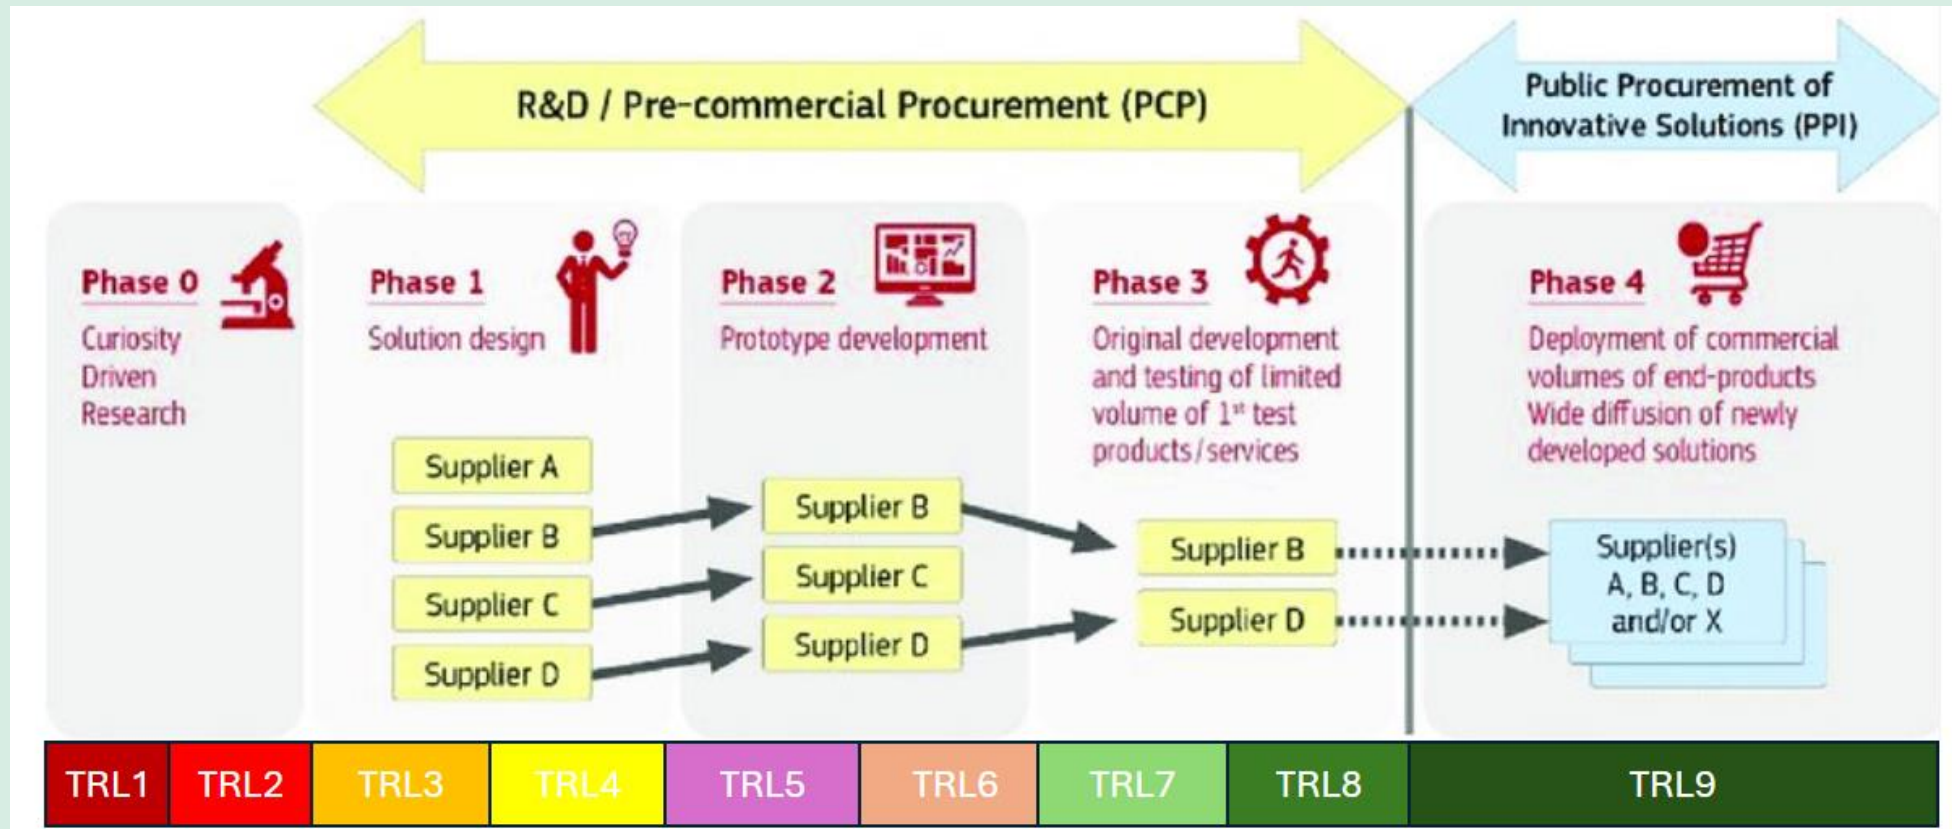 R&D / Pre-commercial Procurement (PCP)
Public Procurement of
Innovative Solutions (PPI)
Phase 0
Curiosity
Driven
Research
Phase 1
Solution design
Supplier A
Supplier B
Supplier C
Supplier D
Phase 2
Prototype development
Supplier B
Supplier C
Supplier D
Phase 3
Original development
and testing of limited
volume of 1st test
products/services
Supplier B
Supplier D
Phase 4
Deployment of commercial
volumes of end-products
Wide diffusion of newly
developed solutions
Supplier(s)
A, B, C, D
and/or X
TRL1 TRL2 TRL3 TRL4 TRL5 TRL6 TRL7 TRL8 TRL9